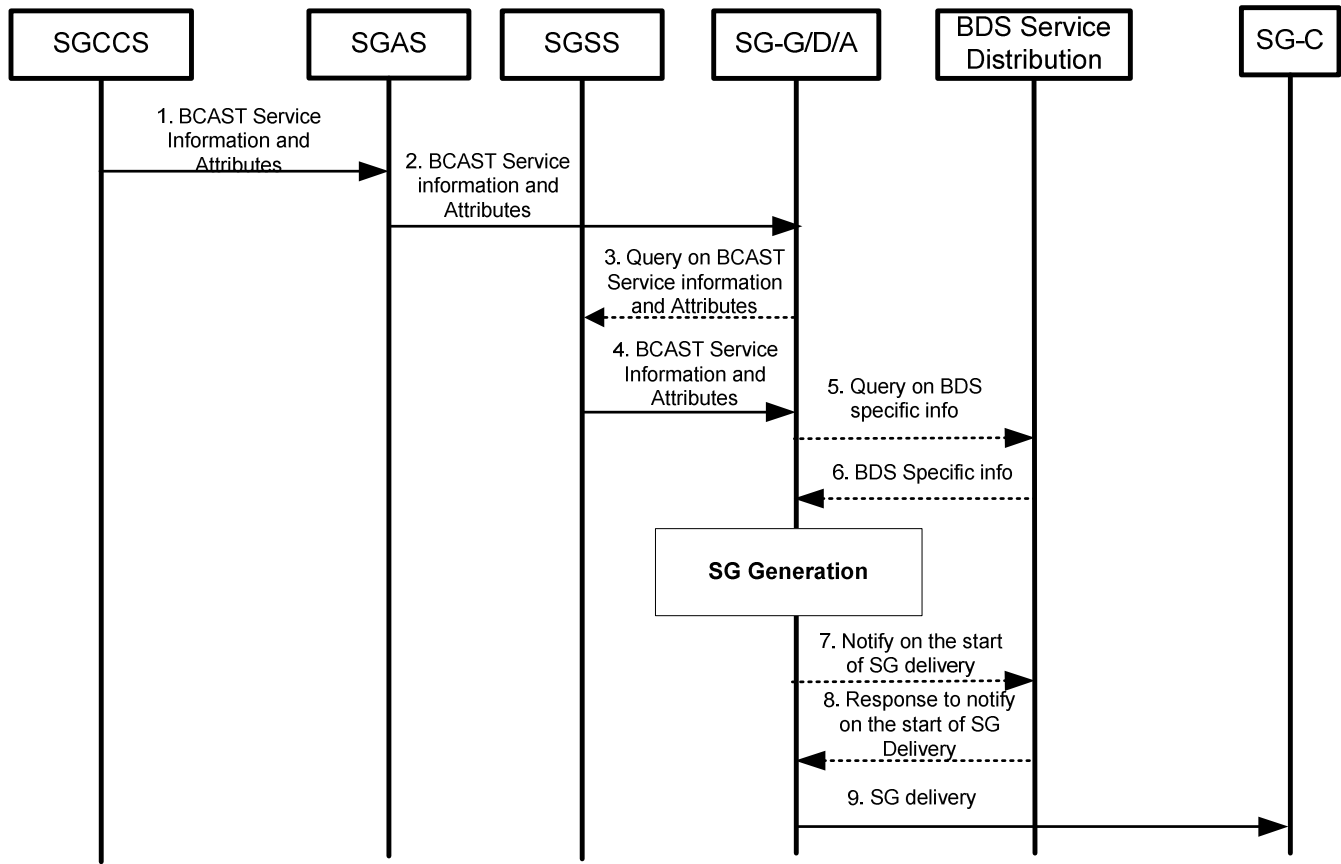 SGCCS
SGAS
SGSS
SG-G/D/A
BDS Service
Distribution
SG-C
1. BCAST Service
Information and
Attributes
2. BCAST Service
information and
Attributes
3. Query on BCAST
Service information
and Attributes
4. BCAST Service
Information and
Attributes
5. Query on BDS
specific info
6. BDS Specific info
SG Generation
7. Notify on the start
of SG delivery
8. Response to notify
on the start of SG
Delivery
9. SG delivery